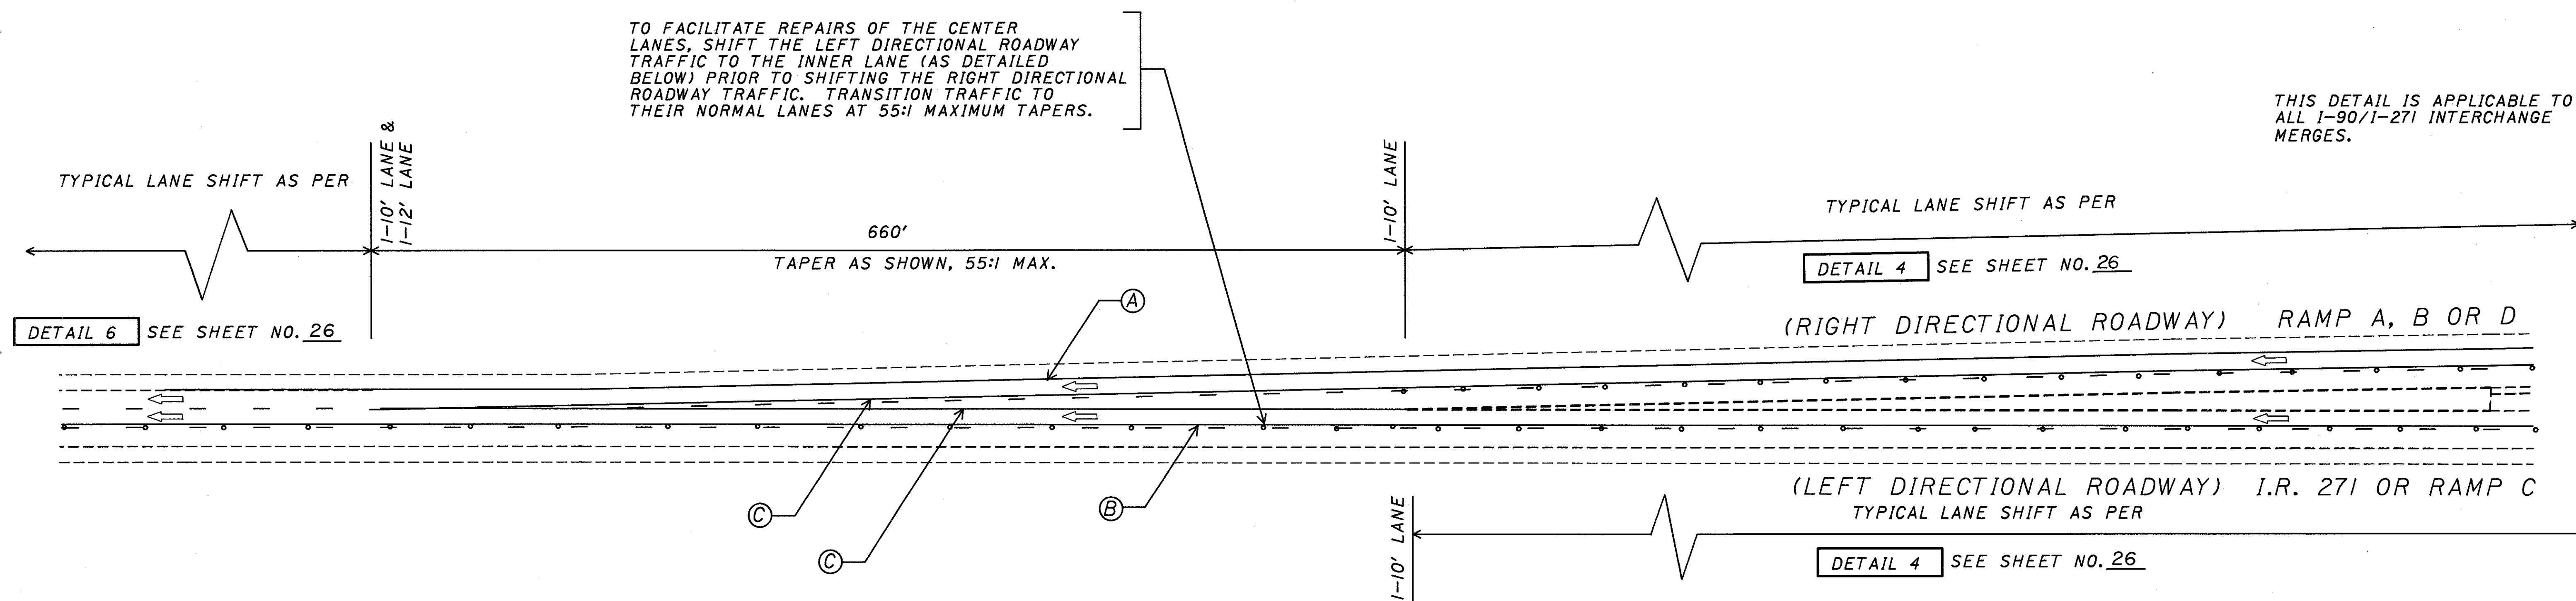 TO FACILITATE REPAIRS OF THE CENTER
LANES, SHIFT THE LEFT DIRECTIONAL ROADWAY
TRAFFIC TO THE INNER LANE (AS DETAILED
BELOW) PRIOR TO SHIFTING THE RIGHT DIRECTIONAL
ROADWAY TRAFFIC. TRANSITION TRAFFIC TO
THEIR NORMAL LANES AT 55:1 MAXIMUM TAPERS.
THIS DETAIL IS APPLICABLE TO
ALL I-90/I-271 INTERCHANGE
MERGES.
TYPICAL LANE SHIFT AS PER
1-10' LANE &
1-12' LANE
660'
TAPER AS SHOWN, 55:1 MAX.
1-10' LANE
TYPICAL LANE SHIFT AS PER
DETAIL 4 SEE SHEET NO. 26
DETAIL 6 SEE SHEET NO. 26
A
(RIGHT DIRECTIONAL ROADWAY) RAMP A, B OR D
C
C
B
(LEFT DIRECTIONAL ROADWAY) I.R. 271 OR RAMP C
1-10' LANE
TYPICAL LANE SHIFT AS PER
DETAIL 4 SEE SHEET NO. 26